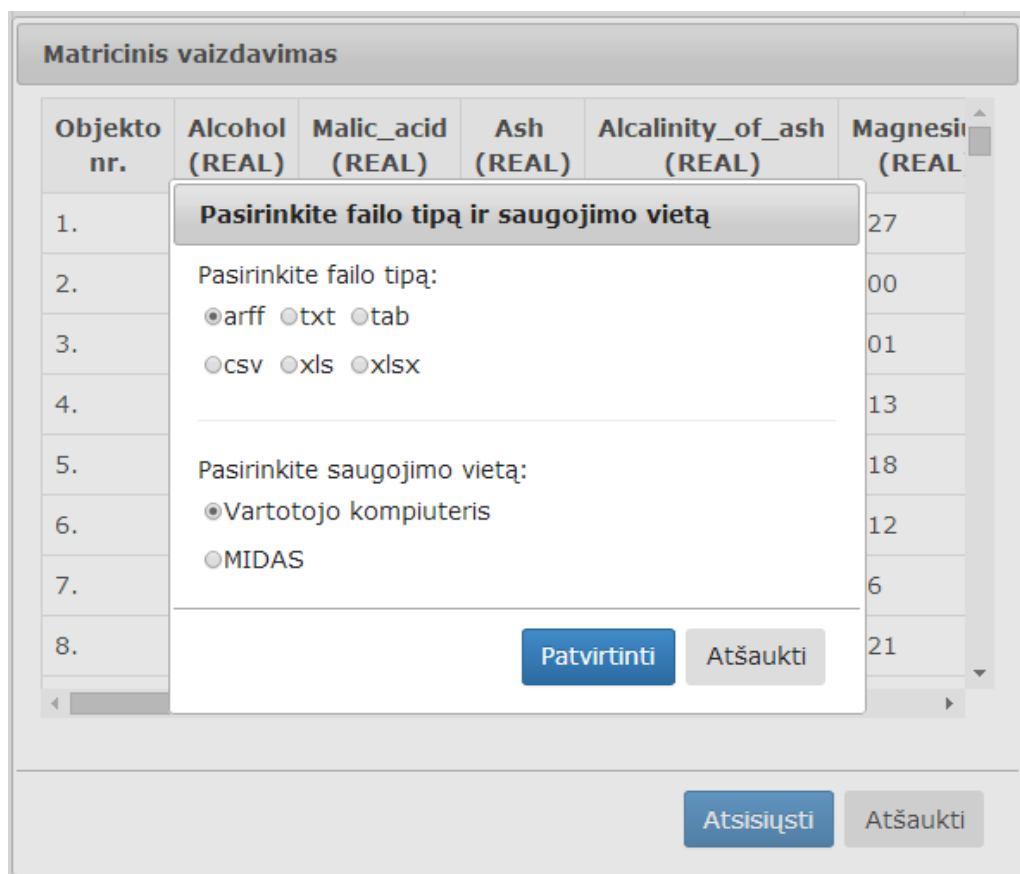 Matricinis vaizdavimas
Objekto nr. Alcohol (REAL) Malic_acid (REAL) Ash (REAL) Alcalinity_of_ash (REAL) (REAL
1. 27
2. 00
3. 01
4. 13
5. 18
6. 12
7. 6
8. 21
Pasirinkite failo tipą ir saugojimo vietą
Pasirinkite failo tipą:
arff txt tab
csv xls xlsx
Pasirinkite saugojimo vietą:
Vartotojo kompiuteris
MIDAS
Patvirtinti Atšaukti
Atsisiųsti Atšaukti